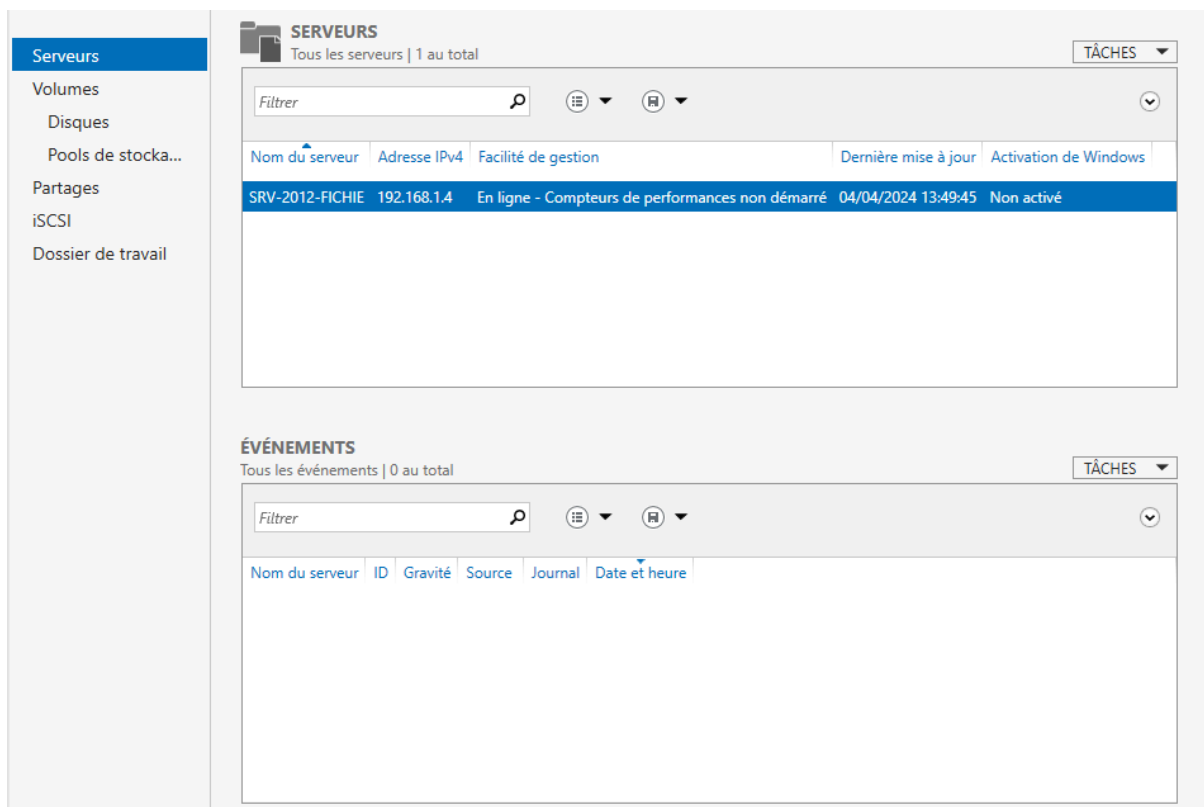 Serveurs
Volumes
Disques
Pools de stocka...
Partages
iSCSI
Dossier de travail
SERVEURS
Tous les serveurs | 1 au total
TÂCHES
Filtrer
Nom du serveur Adresse IPv4 Facilité de gestion Dernière mise à jour Activation de Windows
SRV-2012-FICHIE 192.168.1.4 En ligne - Compteurs de performances non démarré 04/04/2024 13:49:45 Non activé
ÉVÉNEMENTS
Tous les événements | 0 au total
TÂCHES
Filtrer
Nom du serveur ID Gravité Source Journal Date et heure